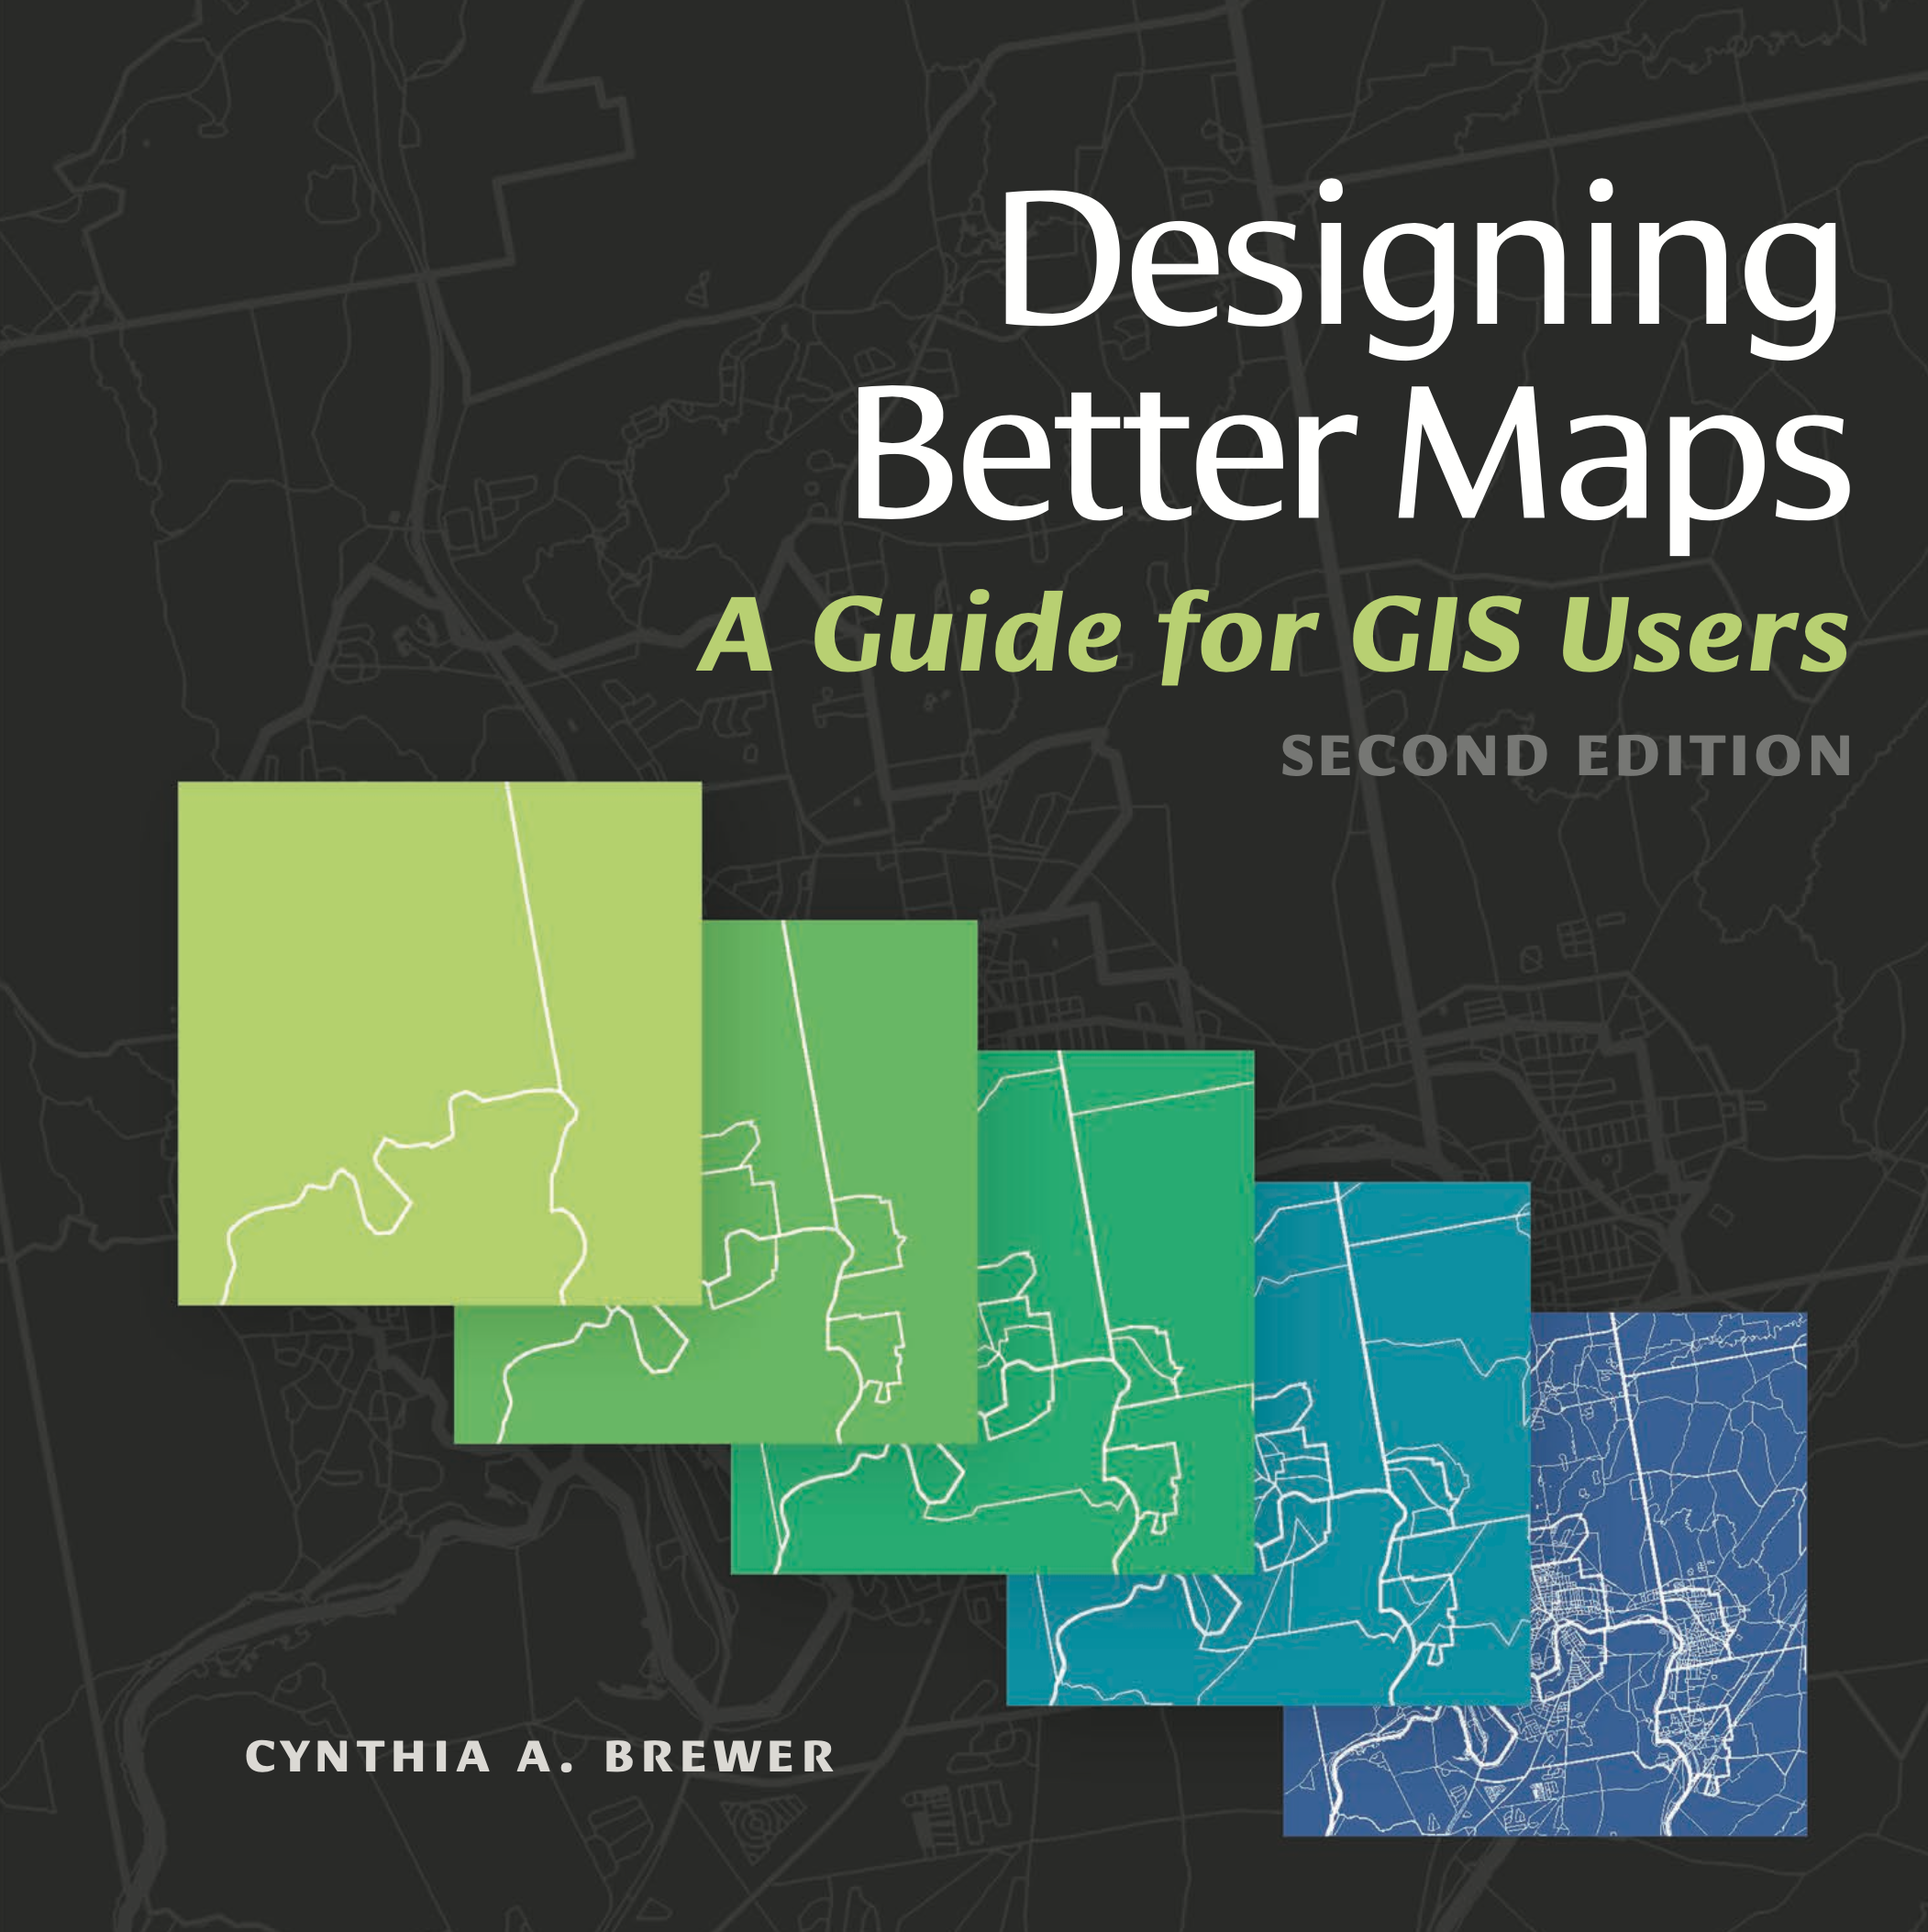 Designing
Better Maps
A Guide for GIS Users
SECOND EDITION
CYNTHIA A. BREWER